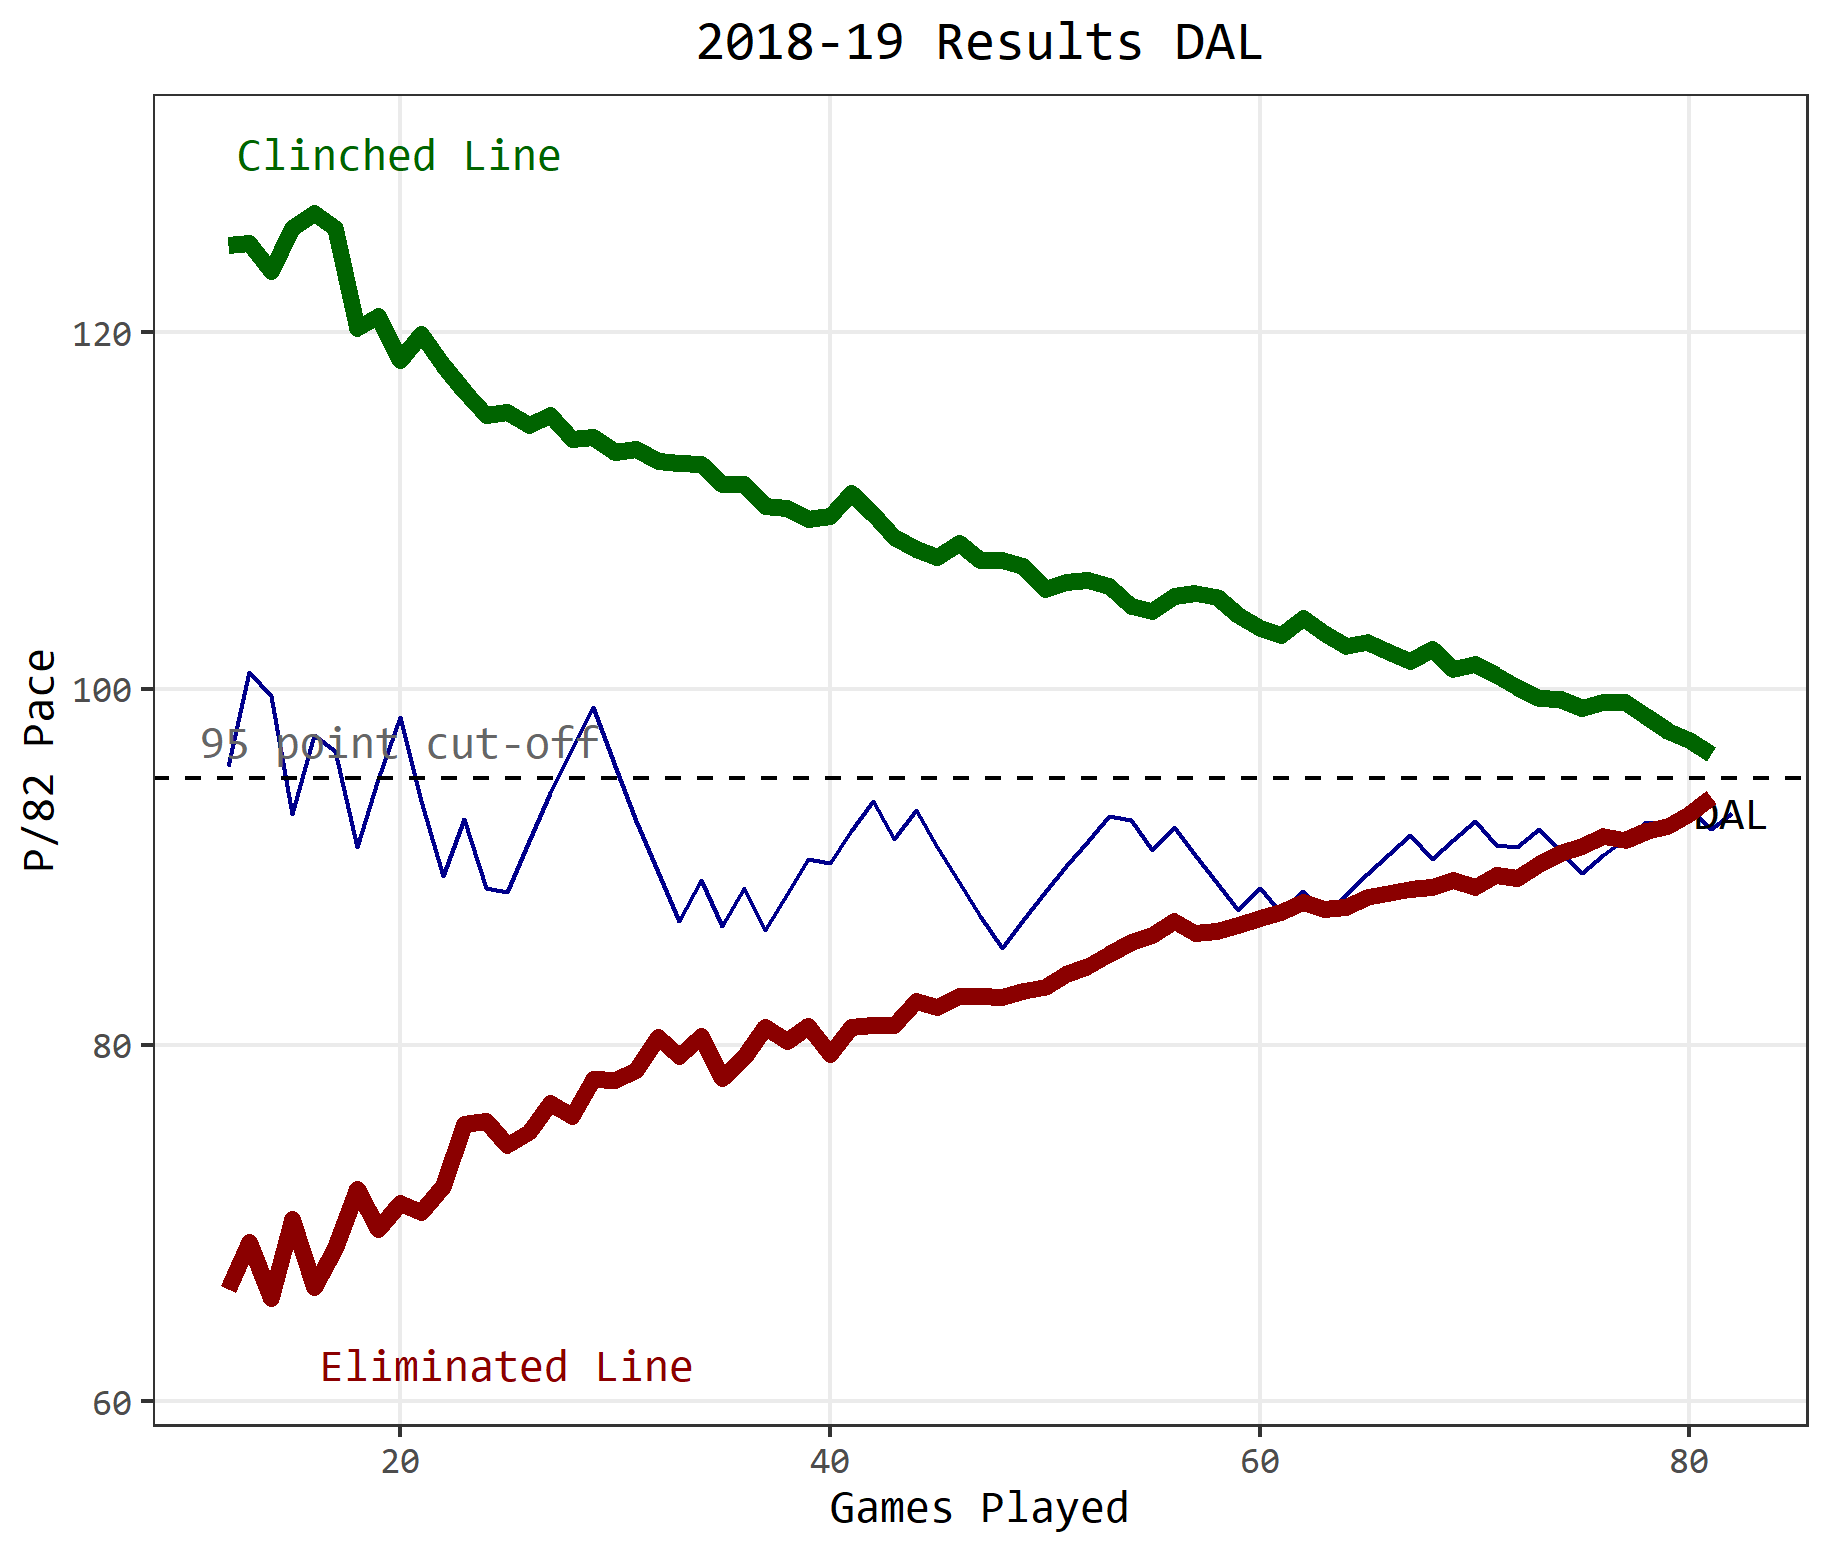 2018-19 Results DAL
Clinched Line
120
100
95 point cut-off
DAL
P/82 Pace
80
Eliminated Line
60
20 40 60 80
Games Played